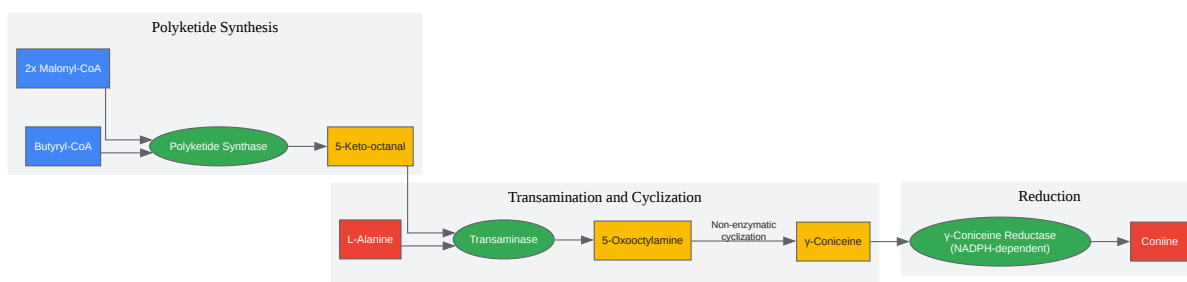 Polyketide Synthesis
2x Malonyl-CoA
Butyryl-CoA
Polyketide Synthase
5-Keto-octanal
Transamination and Cyclization
L-Alanine
Transaminase
5-Oxooctylamine
Non-enzymatic
cyclization
γ-Coniceine
Reduction
γ-Coniceine Reductase
(NADPH-dependent)
Coniine